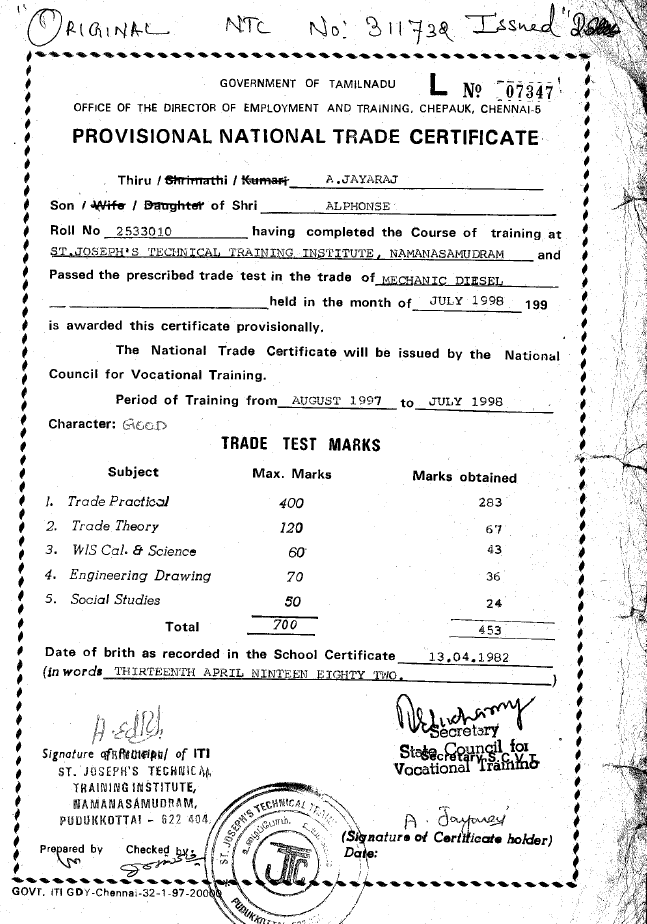 "ORIGINAL NTC No: 311738 Issued"
GOVERNMENT OF TAMILNADU L No 07347
OFFICE OF THE DIRECTOR OF EMPLOYMENT AND TRAINING, CHEPAUK, CHENNAI-5
PROVISIONAL NATIONAL TRADE CERTIFICATE
Thiru / Shrimathi / Kumari A.JAYARAJ
Son / Wife / Daughter of Shri ALPHONSE
Roll No 2533010 having completed the Course of training at
ST.JOSEPH'S TECHNICAL TRAINING INSTITUTE, NAMANASAMUDRAM and
Passed the prescribed trade test in the trade of MECHANIC DIESEL
held in the month of JULY 1998 199
is awarded this certificate provisionally.
The National Trade Certificate will be issued by the National
Council for Vocational Training.
Period of Training from AUGUST 1997 to JULY 1998
Character: GOOD
TRADE TEST MARKS
Subject Max. Marks Marks obtained
1. Trade Practical 400 283
2. Trade Theory 120 67
3. W/S Cal. & Science 60 43
4. Engineering Drawing 70 36
5. Social Studies 50 24
Total 700 453
Date of brith as recorded in the School Certificate 13.04.1982
(in words THIRTEENTH APRIL NINTEEN EIGHTY TWO. )
Secretary
Signature of Principal of ITI State Council for
Secretary S.C.V.T.
ST. JOSEPH'S TECHNICAL Vocational Training
TRAINING INSTITUTE,
NAMANASAMUDRAM,
PUDUKKOTTAI - 622 404.
A. Jayaraj
(Signature of Certificate holder)
Prepared by Checked by:
Date:
ST. JOSEPH'S TECHNICAL
JTC
PUDUKKOTTAI
GOVT. ITI GDY-Chennai-32-1-97-20000